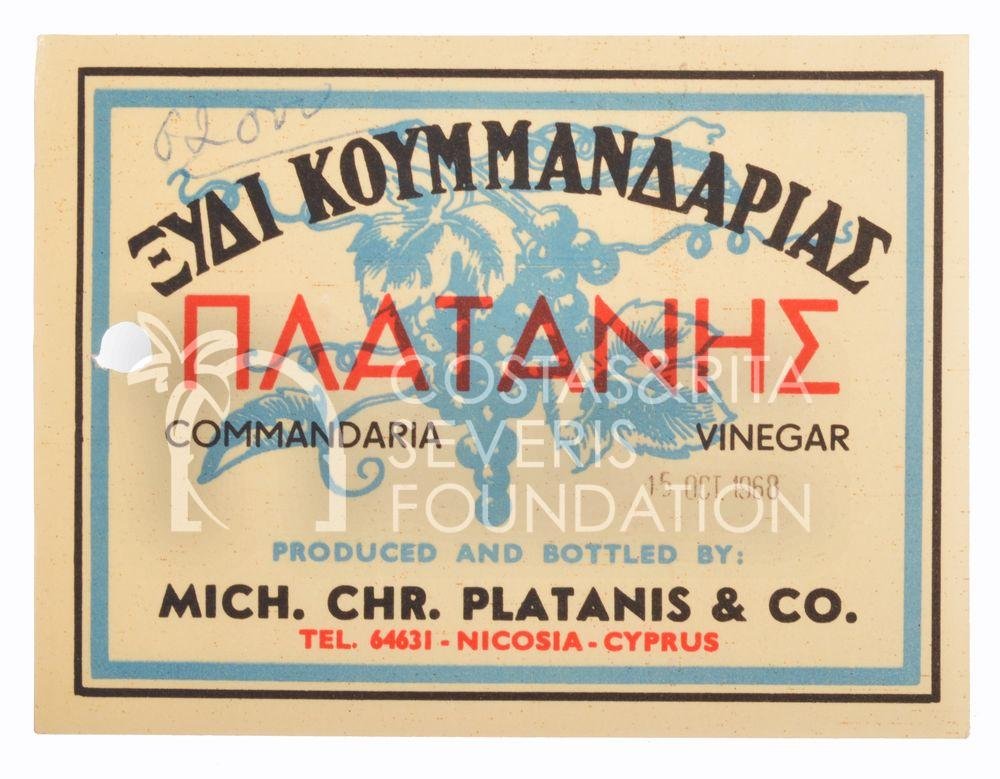 ΞΥΔΙ ΚΟΥΜΜΑΝΔΑΡΙΑΣ
ΠΛΑΤΑΝΗΣ
COMMANDARIA VINEGAR
15 OCT. 1968
COSTAS&RITA
SEVERIS
FOUNDATION
PRODUCED AND BOTTLED BY:
MICH. CHR. PLATANIS & CO.
TEL. 64631 - NICOSIA - CYPRUS